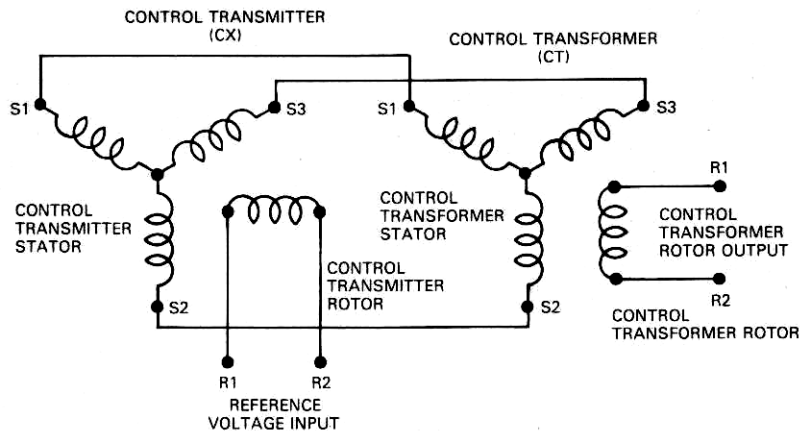 CONTROL TRANSMITTER
(CX)
CONTROL TRANSFORMER
(CT)
S1
S3
S1
S3
R1
CONTROL
TRANSMITTER
STATOR
CONTROL
TRANSFORMER
STATOR
CONTROL
TRANSFORMER
ROTOR OUTPUT
CONTROL
TRANSMITTER
ROTOR
S2
S2
R2
CONTROL
TRANSFORMER ROTOR
R1
R2
REFERENCE
VOLTAGE INPUT